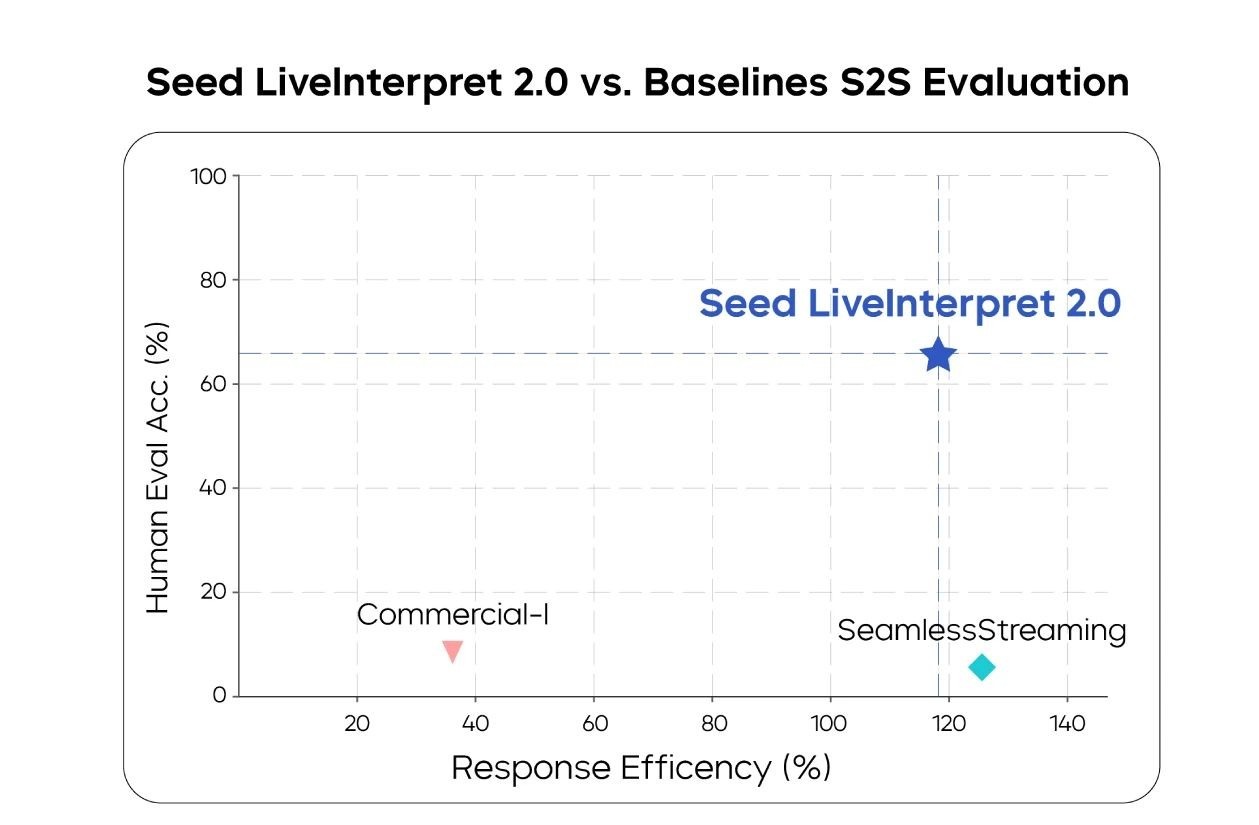 Seed LiveInterpret 2.0 vs. Baselines S2S Evaluation
100
80
Seed LiveInterpret 2.0
60
40
20
Commercial-I
SeamlessStreaming
0
20 40 60 80 100 120 140
Human Eval Acc. (%)
Response Efficency (%)